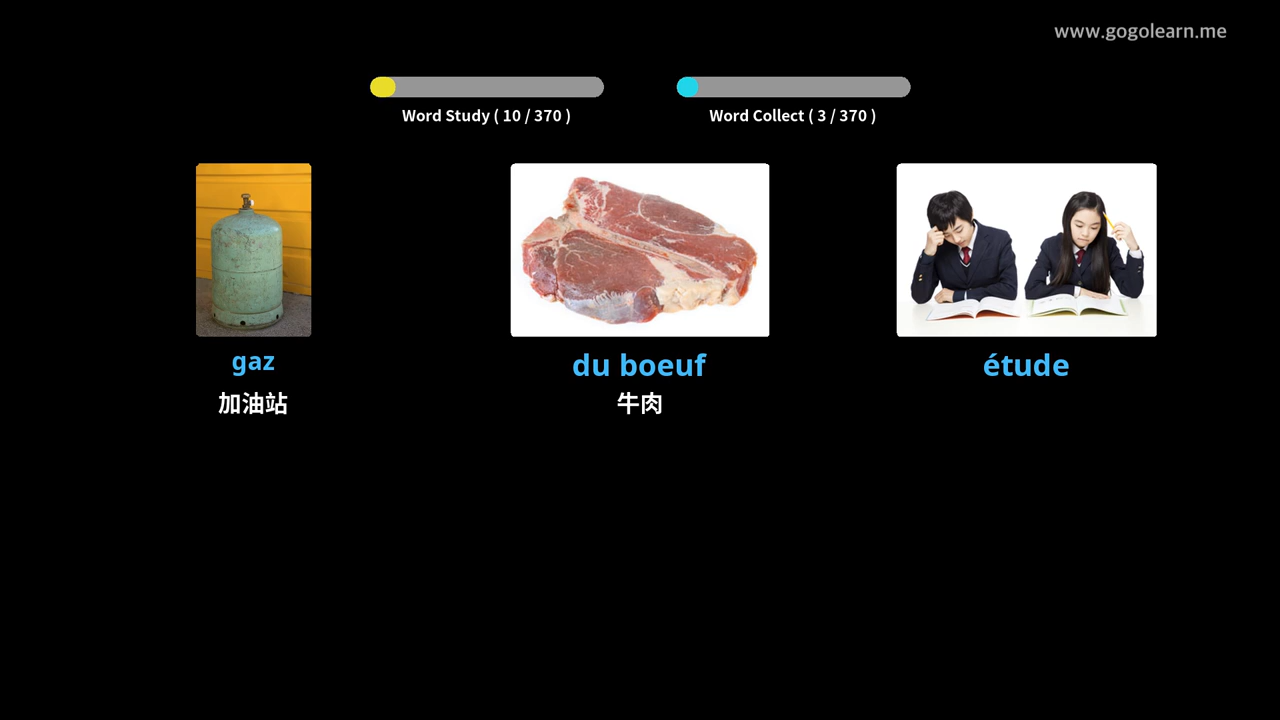 www.gogolearn.me
Word Study ( 10 / 370 )
Word Collect ( 3 / 370 )
gaz
加油站
du boeuf
牛肉
étude